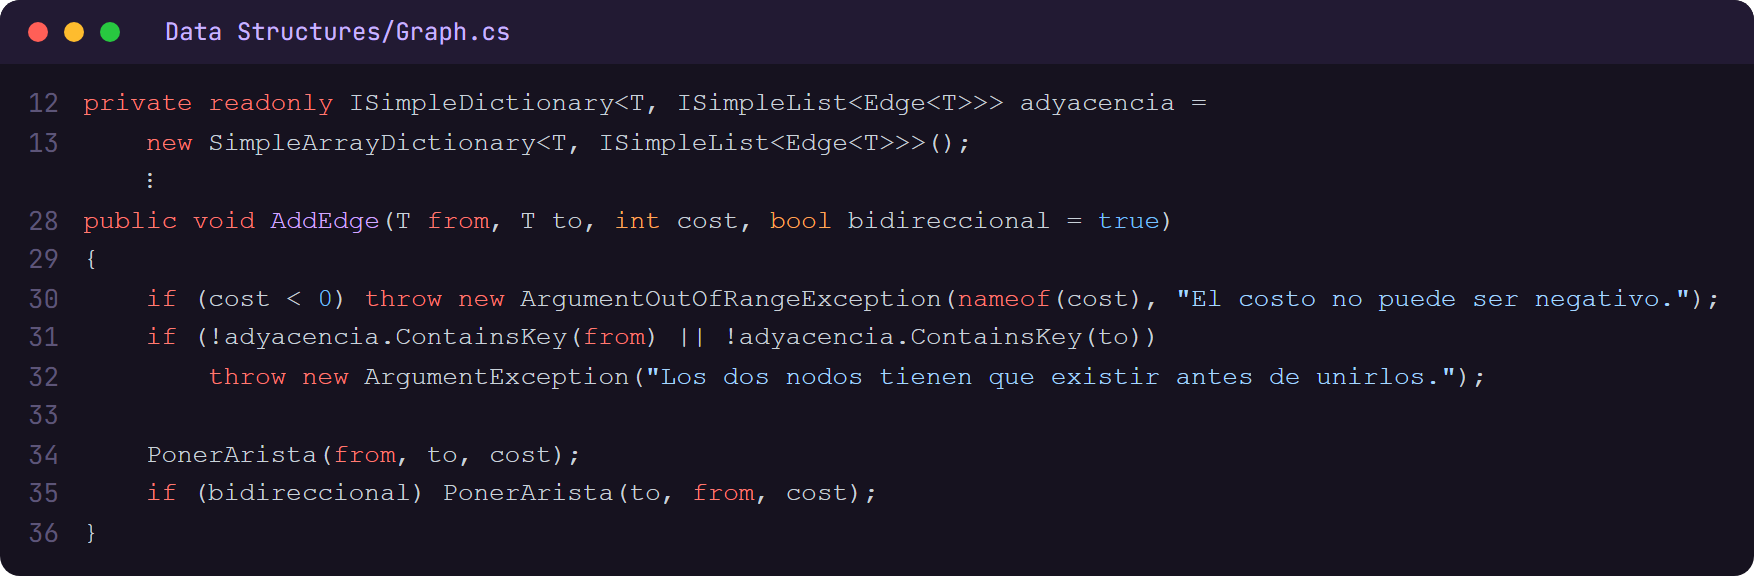 Data Structures/Graph.cs
12 private readonly ISimpleDictionary<T, ISimpleList<Edge<T>>> adyacencia =
13     new SimpleArrayDictionary<T, ISimpleList<Edge<T>>>();
⋮
28 public void AddEdge(T from, T to, int cost, bool bidireccional = true)
29 {
30     if (cost < 0) throw new ArgumentOutOfRangeException(nameof(cost), "El costo no puede ser negativo.");
31     if (!adyacencia.ContainsKey(from) || !adyacencia.ContainsKey(to))
32         throw new ArgumentException("Los dos nodos tienen que existir antes de unirlos.");
33
34     PonerArista(from, to, cost);
35     if (bidireccional) PonerArista(to, from, cost);
36 }